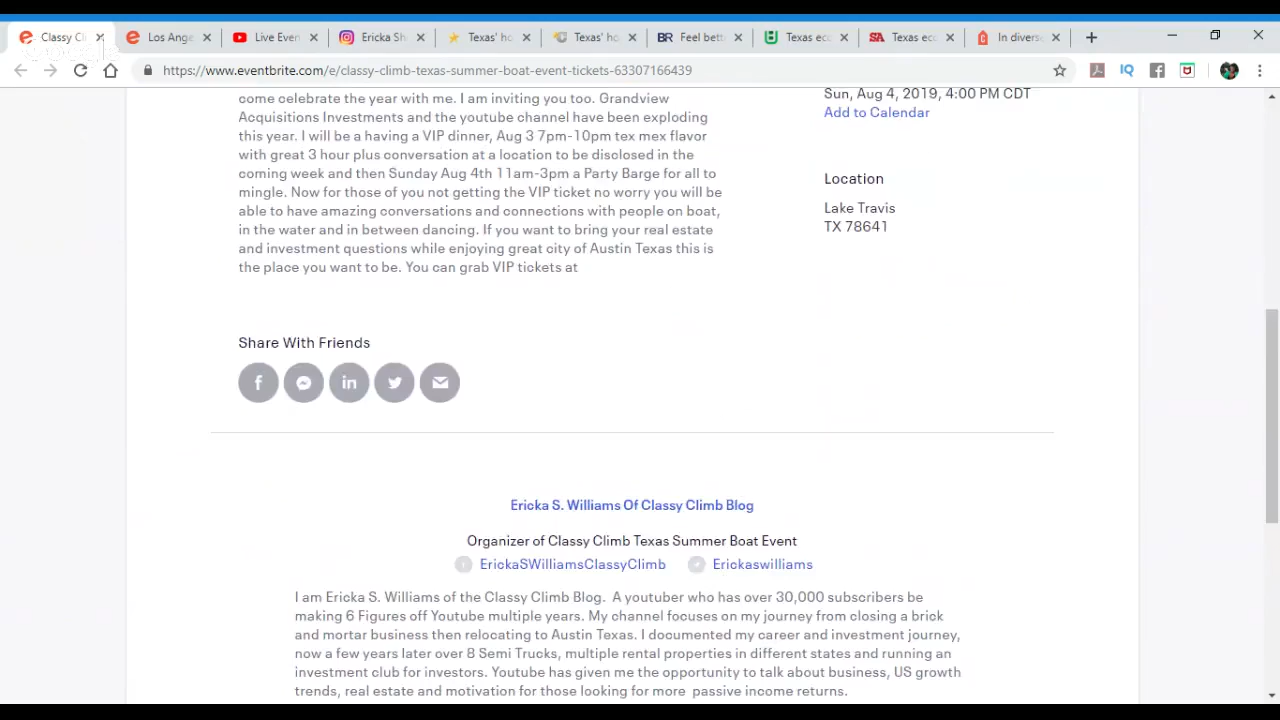 Classy Cli
Los Ange
Live Even
Ericka Sh
Texas' ho
Texas' ho
BR Feel bett
Texas eco
SA Texas eco
In divers
https://www.eventbrite.com/e/classy-climb-texas-summer-boat-event-tickets-63307166439
IQ
come celebrate the year with me. I am inviting you too. Grandview
Acquisitions Investments and the youtube channel have been exploding
this year. I will be a having a VIP dinner, Aug 3 7pm-10pm tex mex flavor
with great 3 hour plus conversation at a location to be disclosed in the
coming week and then Sunday Aug 4th 11am-3pm a Party Barge for all to
mingle. Now for those of you not getting the VIP ticket no worry you will be
able to have amazing conversations and connections with people on boat,
in the water and in between dancing. If you want to bring your real estate
and investment questions while enjoying great city of Austin Texas this is
the place you want to be. You can grab VIP tickets at
Sun, Aug 4, 2019, 4:00 PM CDT
Add to Calendar
Location
Lake Travis
TX 78641
Share With Friends
Ericka S. Williams Of Classy Climb Blog
Organizer of Classy Climb Texas Summer Boat Event
ErickaSWilliamsClassyClimb
Erickaswilliams
I am Ericka S. Williams of the Classy Climb Blog. A youtuber who has over 30,000 subscribers be
making 6 Figures off Youtube multiple years. My channel focuses on my journey from closing a brick
and mortar business then relocating to Austin Texas. I documented my career and investment journey,
now a few years later over 8 Semi Trucks, multiple rental properties in different states and running an
investment club for investors. Youtube has given me the opportunity to talk about business, US growth
trends, real estate and motivation for those looking for more passive income returns.